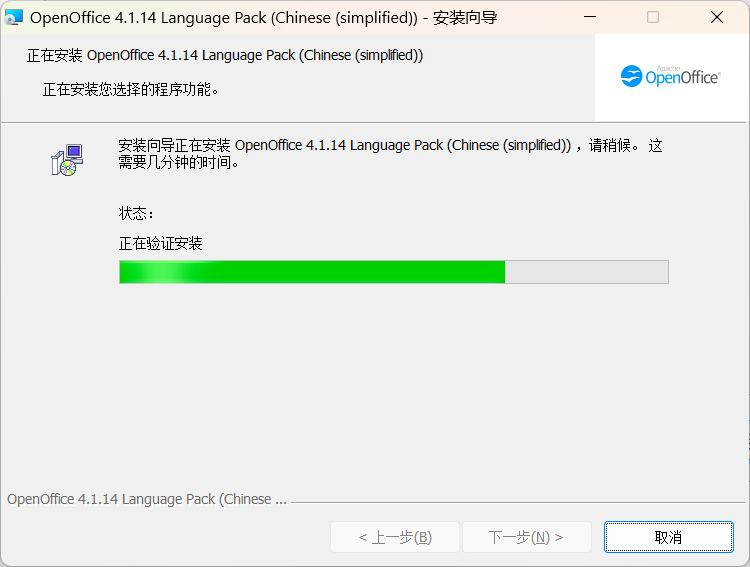 OpenOffice 4.1.14 Language Pack (Chinese (simplified)) - 安装向导
正在安装 OpenOffice 4.1.14 Language Pack (Chinese (simplified))
正在安装您选择的程序功能。
Apache
OpenOffice
安装向导正在安装 OpenOffice 4.1.14 Language Pack (Chinese (simplified)) ，请稍候。 这
需要几分钟的时间。
状态：
正在验证安装
OpenOffice 4.1.14 Language Pack (Chinese ...
< 上一步(B)
下一步(N) >
取消